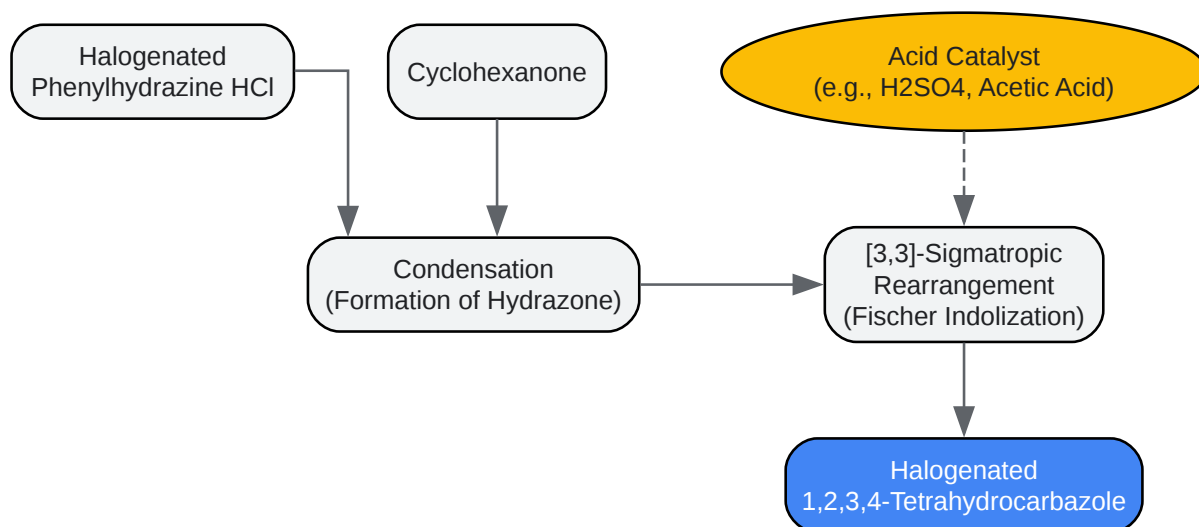 Halogenated
Phenylhydrazine HCl
Cyclohexanone
Acid Catalyst
(e.g., H2SO4, Acetic Acid)
Condensation
(Formation of Hydrazone)
[3,3]-Sigmatropic
Rearrangement
(Fischer Indolization)
Halogenated
1,2,3,4-Tetrahydrocarbazole